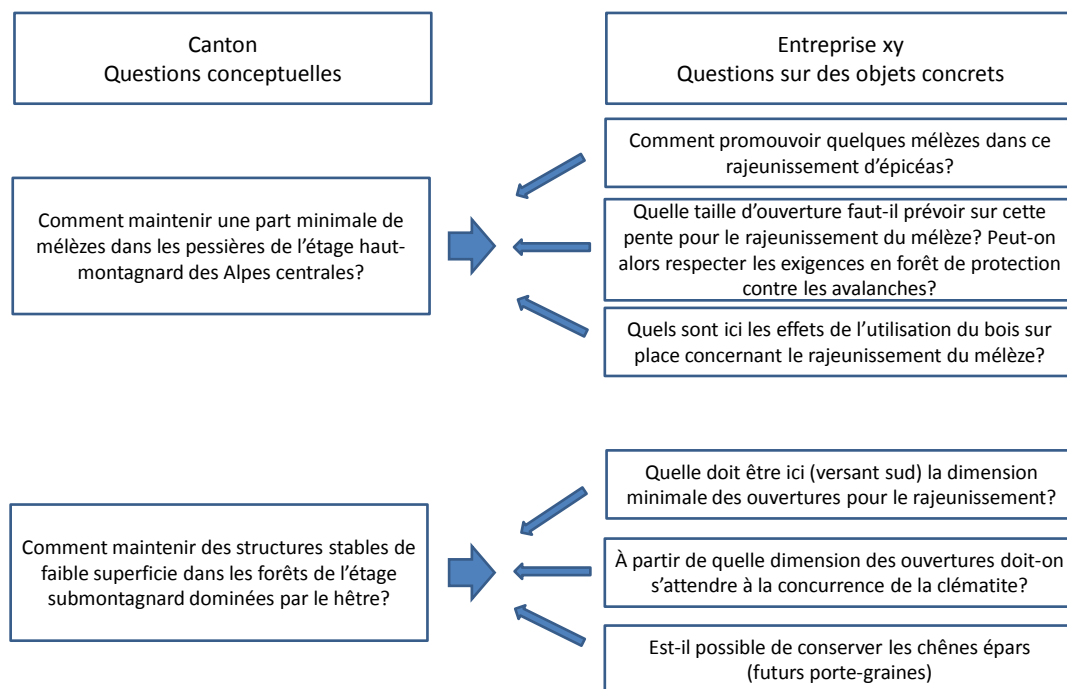 Canton
Questions conceptuelles
Entreprise xy
Questions sur des objets concrets
Comment maintenir une part minimale de
mélèzes dans les pessières de l'étage haut-
montagnard des Alpes centrales?
Comment promouvoir quelques mélèzes dans ce
rajeunissement d'épicéas?
Quelle taille d'ouverture faut-il prévoir sur cette
pente pour le rajeunissement du mélèze? Peut-on
alors respecter les exigences en forêt de protection
contre les avalanches?
Quels sont ici les effets de l'utilisation du bois sur
place concernant le rajeunissement du mélèze?
Comment maintenir des structures stables de
faible superficie dans les forêts de l'étage
submontagnard dominées par le hêtre?
Quelle doit être ici (versant sud) la dimension
minimale des ouvertures pour le rajeunissement?
À partir de quelle dimension des ouvertures doit-on
s'attendre à la concurrence de la clématite?
Est-il possible de conserver les chênes épars
(futurs porte-graines)